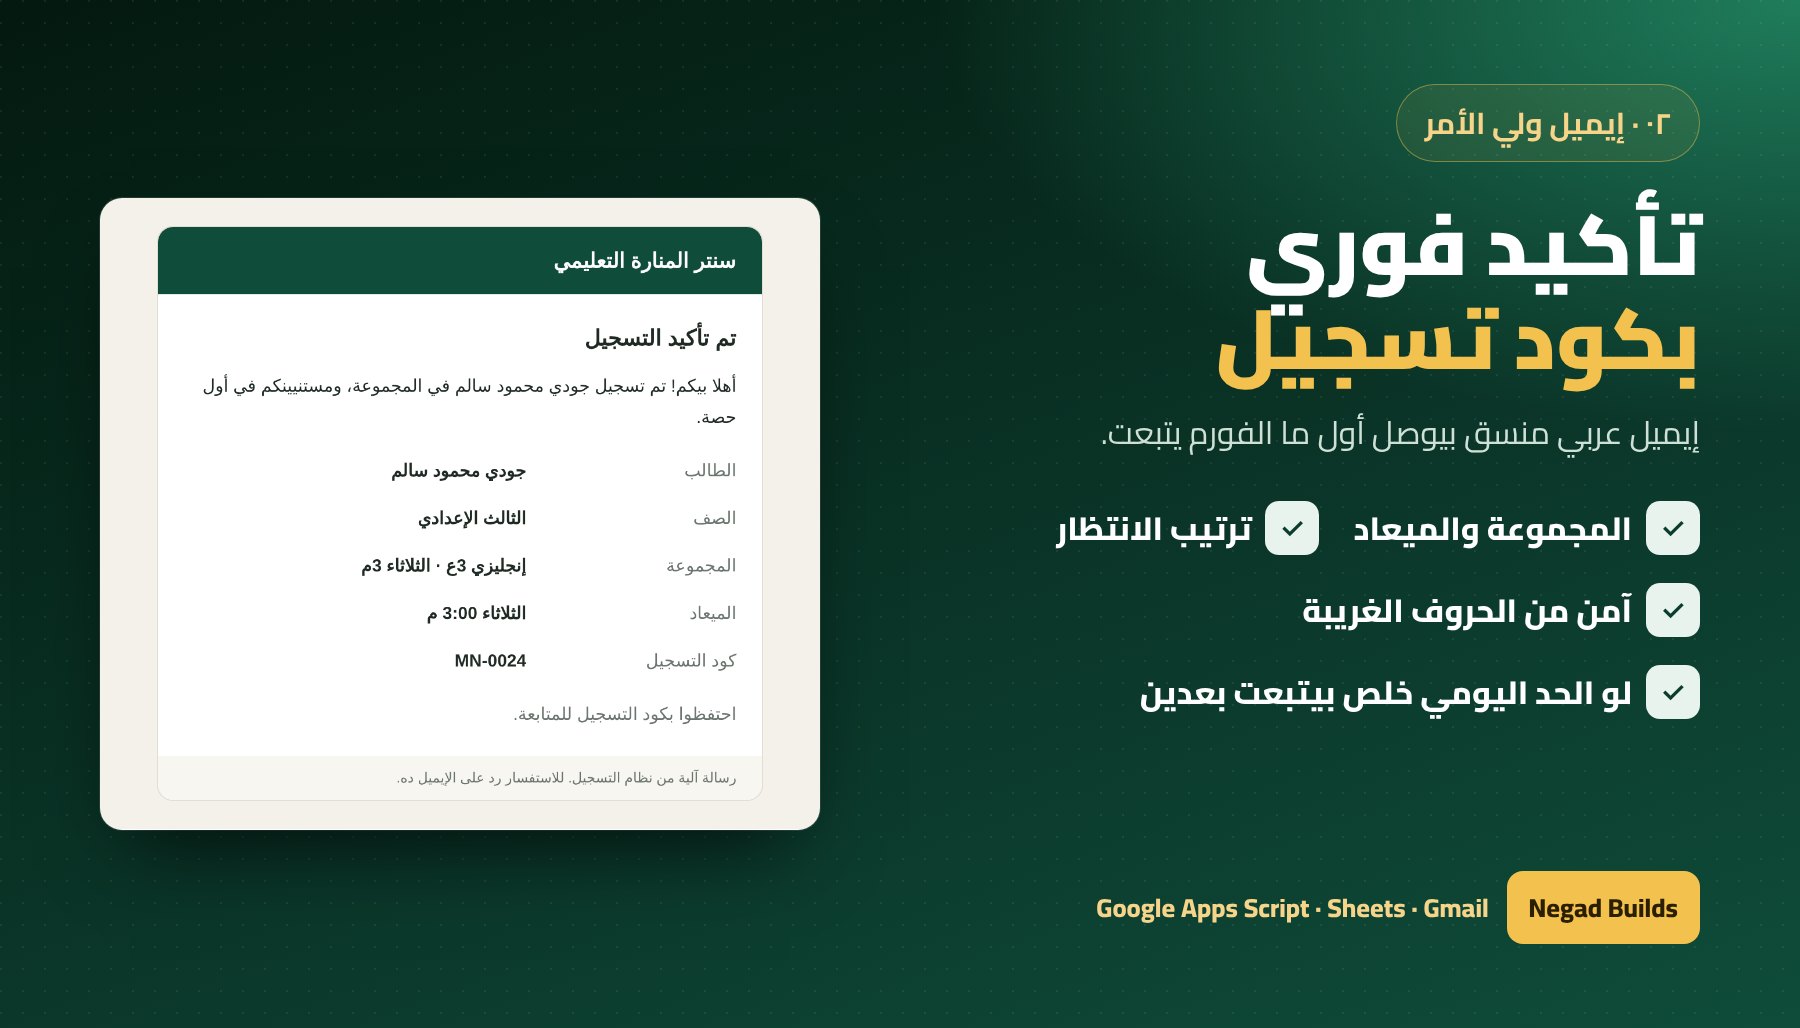 ٠٠٢ إيميل ولي الأمر
تأكيد فوري
بكود تسجيل
إيميل عربي منسق بيوصل أول ما الفورم يتبعت.
المجموعة والميعاد
ترتيب الانتظار
آمن من الحروف الغريبة
لو الحد اليومي خلص بيتبعت بعدين
Negad Builds
Google Apps Script · Sheets · Gmail
سنتر المنارة التعليمي
تم تأكيد التسجيل
أهلا بيكم! تم تسجيل جودي محمود سالم في المجموعة، ومستنيينكم في أول
حصة.
الطالب جودي محمود سالم
الصف الثالث الإعدادي
المجموعة إنجليزي 3ع · الثلاثاء 3م
الميعاد الثلاثاء 3:00 م
كود التسجيل MN-0024
احتفظوا بكود التسجيل للمتابعة.
رسالة آلية من نظام التسجيل. للاستفسار رد على الإيميل ده.